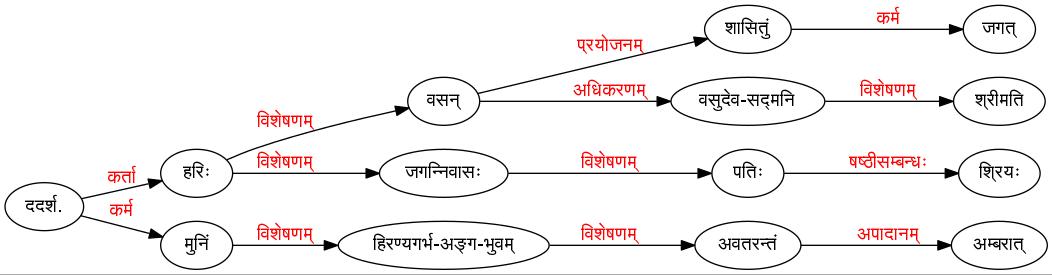 शासितुं
कर्म
जगत्
प्रयोजनम्
वसन्
अधिकरणम्
वसुदेव-सद्मनि
विशेषणम्
श्रीमति
विशेषणम्
हरिः
विशेषणम्
जगन्निवासः
विशेषणम्
पतिः
षष्ठीसम्बन्धः
श्रियः
कर्ता
ददर्श.
कर्म
मुनिं
विशेषणम्
हिरण्यगर्भ-अङ्ग-भुवम्
विशेषणम्
अवतरन्तं
अपादानम्
अम्बरात्